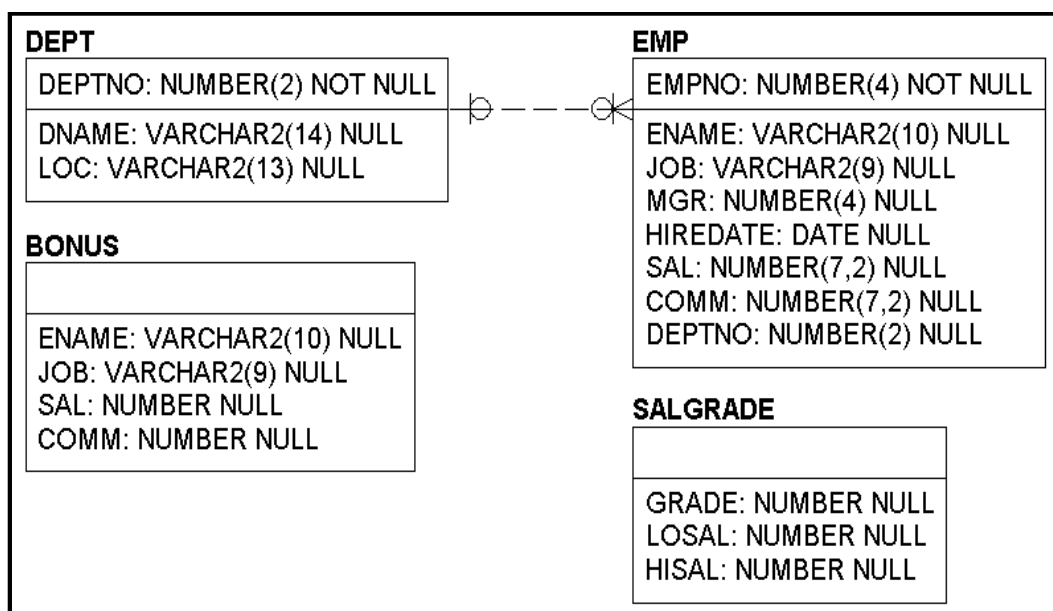 DEPT
DEPTNO: NUMBER(2) NOT NULL
DNAME: VARCHAR2(14) NULL
LOC: VARCHAR2(13) NULL
BONUS
ENAME: VARCHAR2(10) NULL
JOB: VARCHAR2(9) NULL
SAL: NUMBER NULL
COMM: NUMBER NULL
EMP
EMPNO: NUMBER(4) NOT NULL
ENAME: VARCHAR2(10) NULL
JOB: VARCHAR2(9) NULL
MGR: NUMBER(4) NULL
HIREDATE: DATE NULL
SAL: NUMBER(7,2) NULL
COMM: NUMBER(7,2) NULL
DEPTNO: NUMBER(2) NULL
SALGRADE
GRADE: NUMBER NULL
LOSAL: NUMBER NULL
HISAL: NUMBER NULL